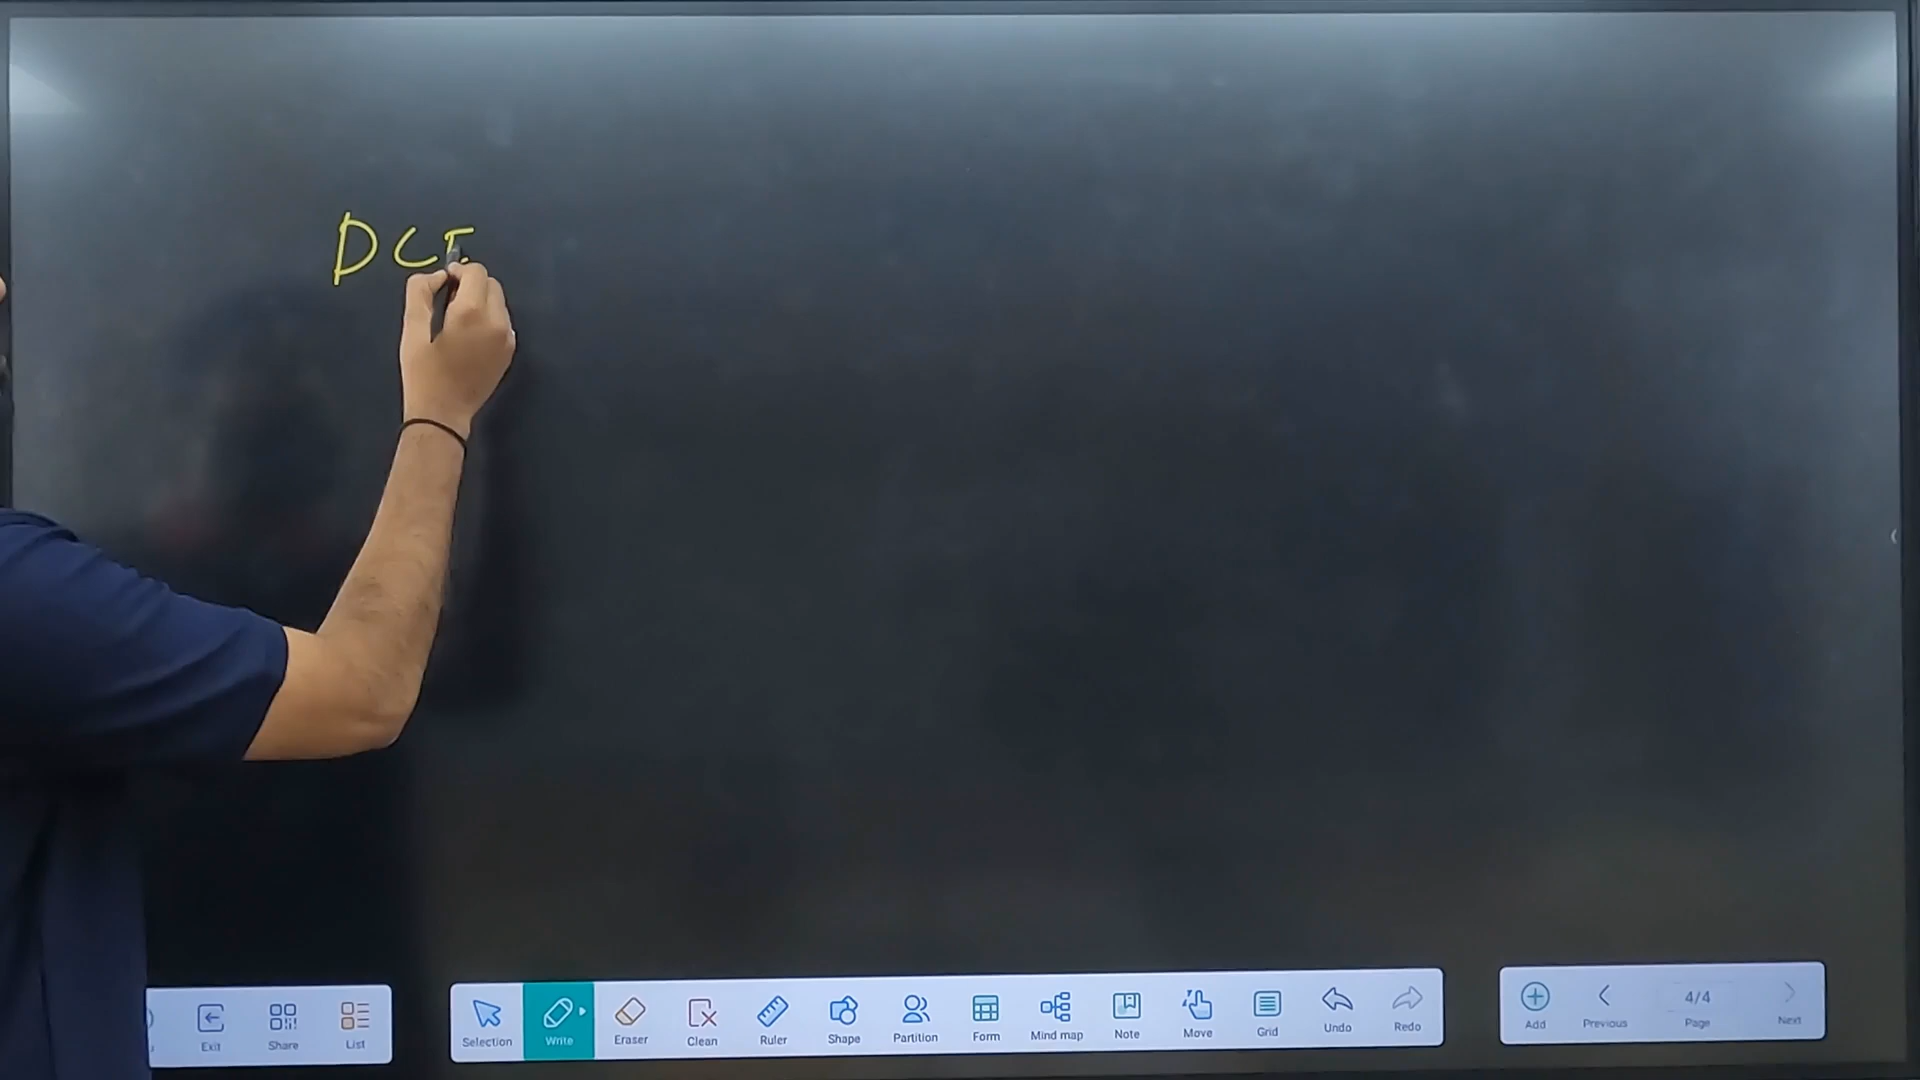 DCE
Exit
Share
List
Selection
Write
Eraser
Clean
Ruler
Shape
Partition
Form
Mind map
Note
Move
Grid
Undo
Redo
Add
Previous
4/4
Page
Next